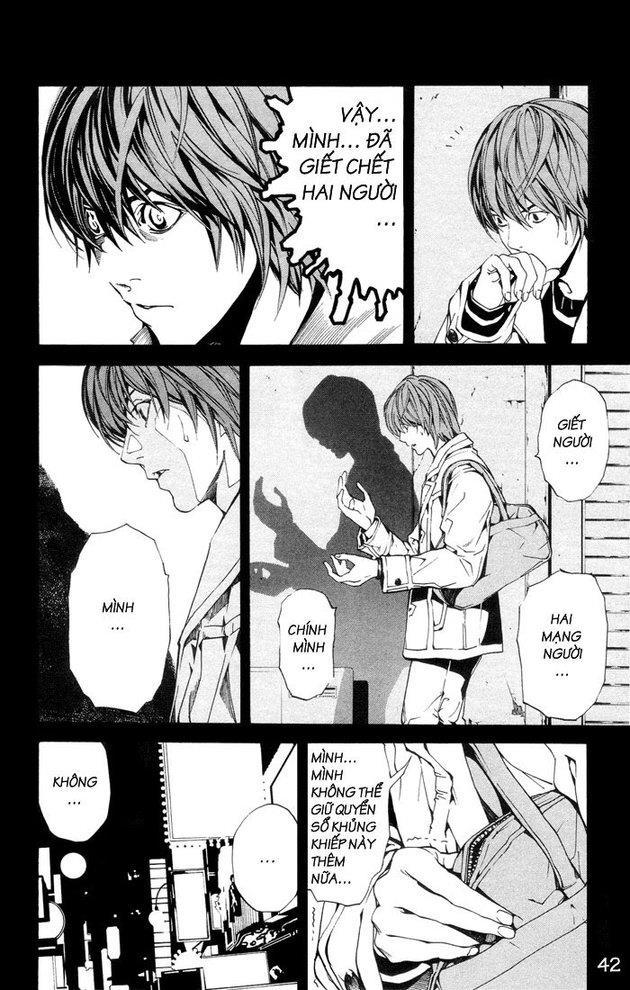 VẬY...
MÌNH... ĐÃ
GIẾT CHẾT
HAI NGƯỜI
...
GIẾT
NGƯỜI
...
HAI
MẠNG
NGƯỜI
...
CHÍNH
MÌNH...
MÌNH
...
MÌNH...
MÌNH
KHÔNG THỂ
GIỮ QUYỂN
SỔ KHỦNG
KHIẾP NÀY
THÊM
NỮA...
...
KHÔNG
...
42